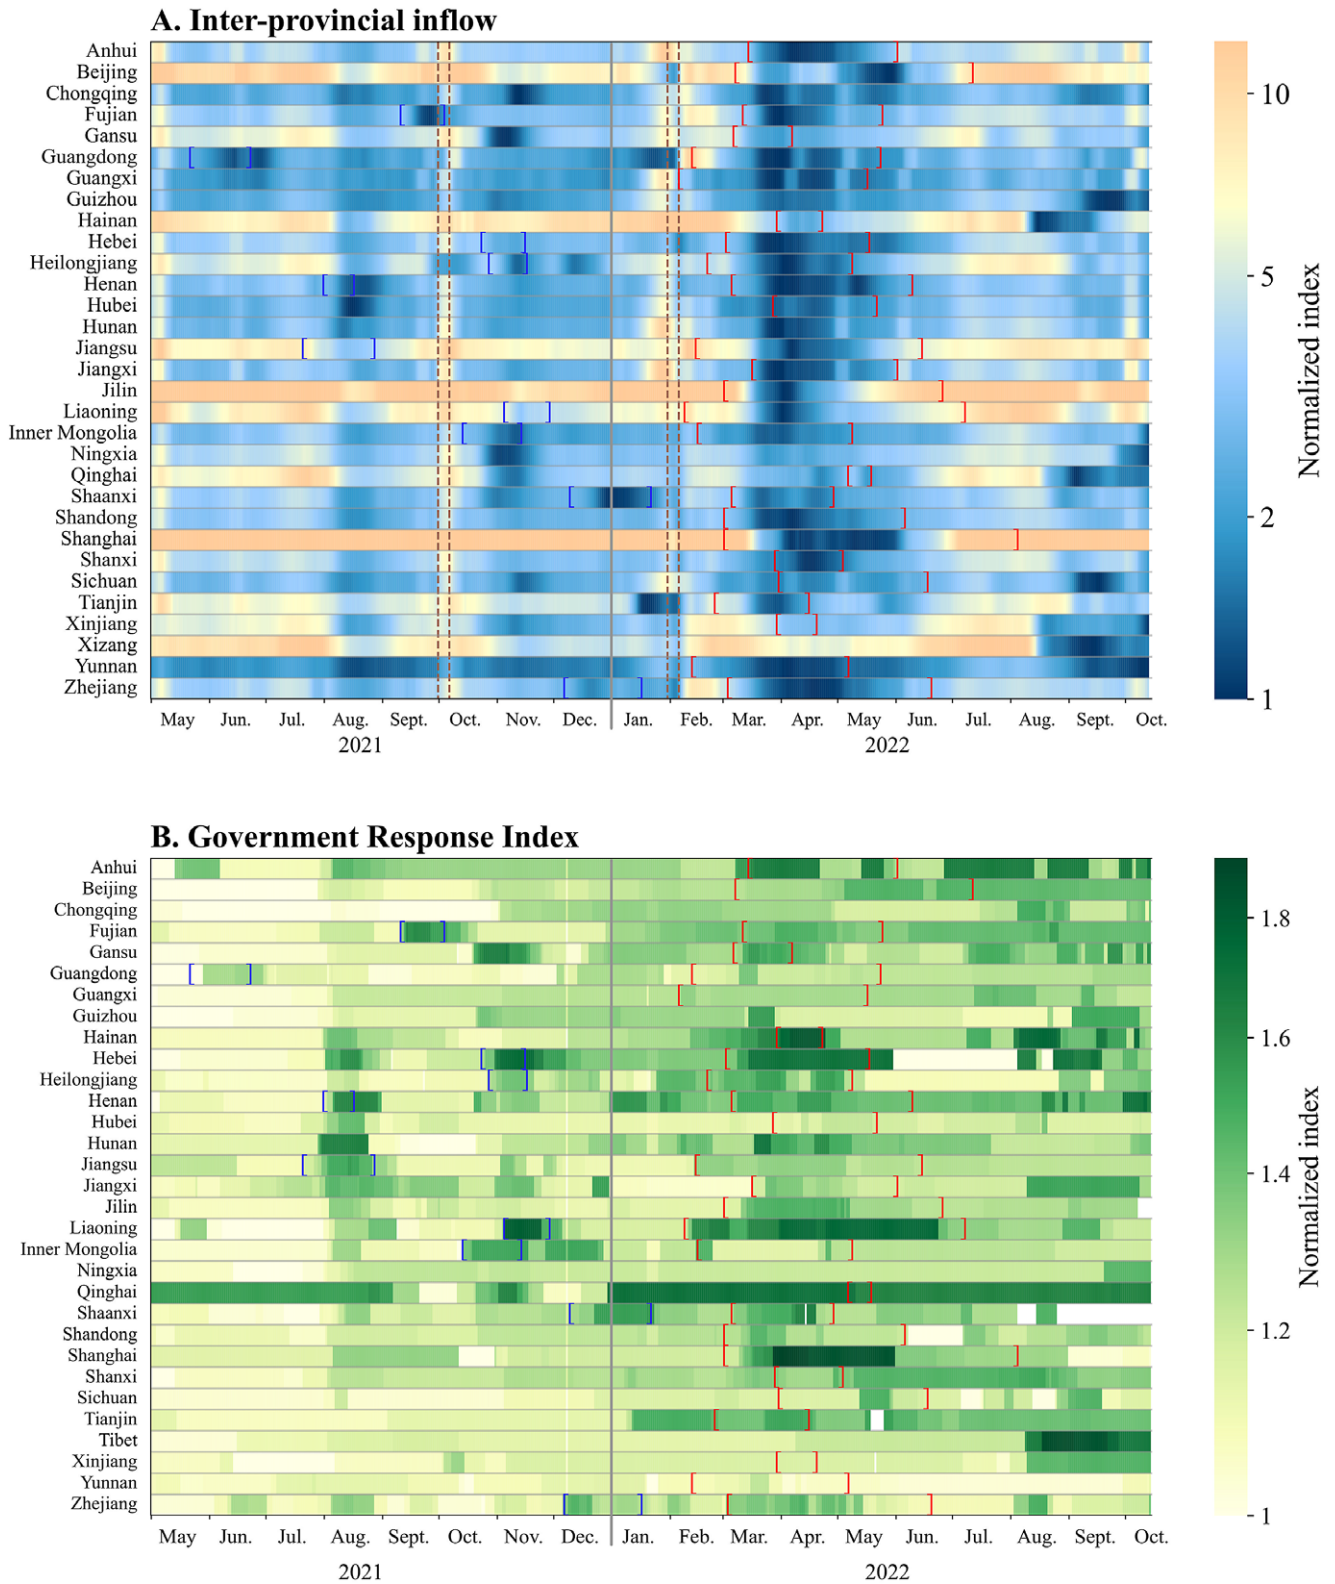 A. Inter-provincial inflow
Anhui
Beijing
Chongqing
Fujian
Gansu
Guangdong
Guangxi
Guizhou
Hainan
Hebei
Heilongjiang
Henan
Hubei
Hunan
Jiangsu
Jiangxi
Jilin
Liaoning
Inner Mongolia
Ningxia
Qinghai
Shaanxi
Shandong
Shanghai
Shanxi
Sichuan
Tianjin
Xinjiang
Xizang
Yunnan
Zhejiang
May Jun. Jul. Aug. Sept. Oct. Nov. Dec. Jan. Feb. Mar. Apr. May Jun. Jul. Aug. Sept. Oct.
2021 2022
10
5
2
1
Normalized index
B. Government Response Index
Anhui
Beijing
Chongqing
Fujian
Gansu
Guangdong
Guangxi
Guizhou
Hainan
Hebei
Heilongjiang
Henan
Hubei
Hunan
Jiangsu
Jiangxi
Jilin
Liaoning
Inner Mongolia
Ningxia
Qinghai
Shaanxi
Shandong
Shanghai
Shanxi
Sichuan
Tianjin
Tibet
Xinjiang
Yunnan
Zhejiang
May Jun. Jul. Aug. Sept. Oct. Nov. Dec. Jan. Feb. Mar. Apr. May Jun. Jul. Aug. Sept. Oct.
2021 2022
1.8
1.6
1.4
1.2
1
Normalized index